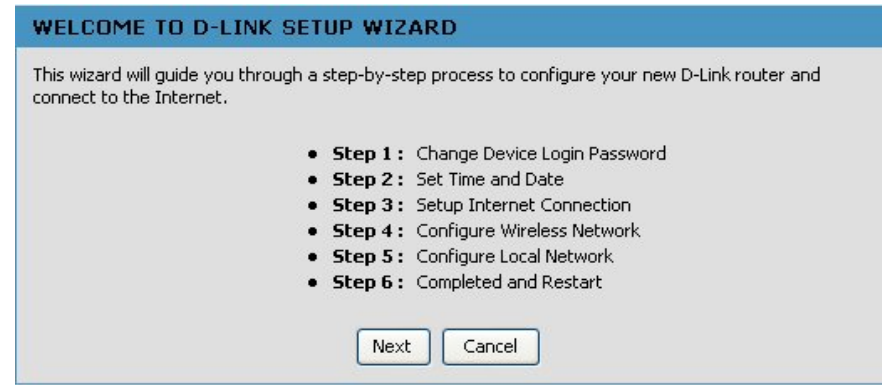 WELCOME TO D-LINK SETUP WIZARD
This wizard will guide you through a step-by-step process to configure your new D-Link router and
connect to the Internet.
• Step 1 : Change Device Login Password
• Step 2 : Set Time and Date
• Step 3 : Setup Internet Connection
• Step 4 : Configure Wireless Network
• Step 5 : Configure Local Network
• Step 6 : Completed and Restart
Next Cancel